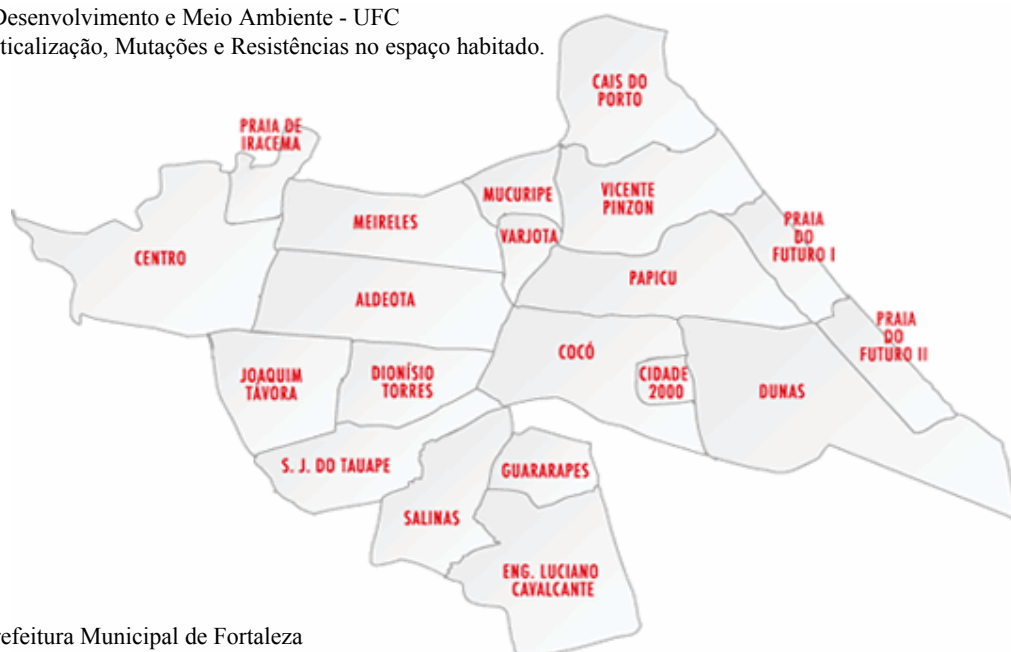 Desenvolvimento e Meio Ambiente - UFC
ticalização, Mutações e Resistências no espaço habitado.
CAIS DO
PORTO
PRAIA DE
IRACEMA
MUCURIPE
VICENTE
PINZON
MEIRELES
VARJOTA
PRAIA
DO
FUTURO I
CENTRO
PAPICU
ALDEOTA
PRAIA
DO
FUTURO II
COCÓ
JOAQUIM
TÁVORA
DIONÍSIO
TORRES
CIDADE
2000
DUNAS
S. J. DO TAUAPE
GUARARAPES
SALINAS
ENG. LUCIANO
CAVALCANTE
refeitura Municipal de Fortaleza